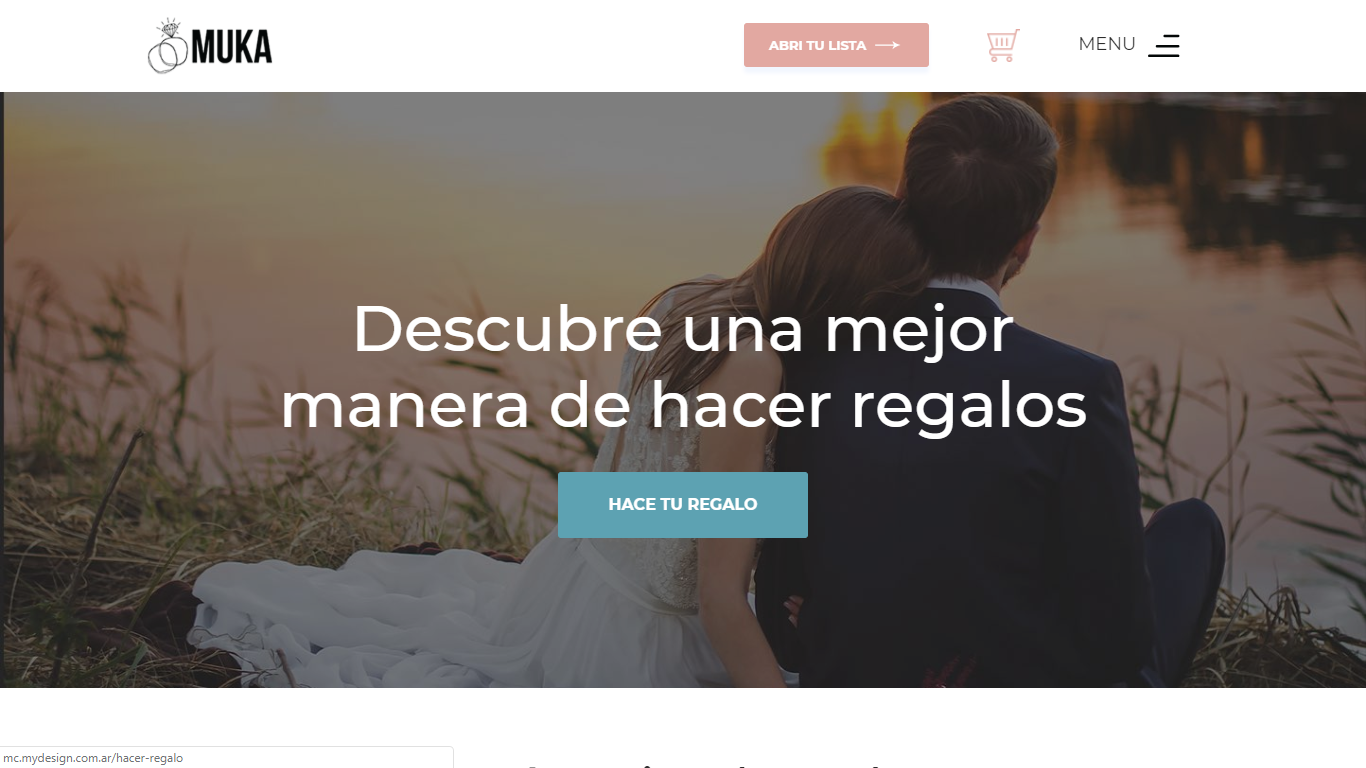 MUKA
ABRI TU LISTA
MENU
Descubre una mejor
manera de hacer regalos
HACE TU REGALO
mc.mydesign.com.ar/hacer-regalo